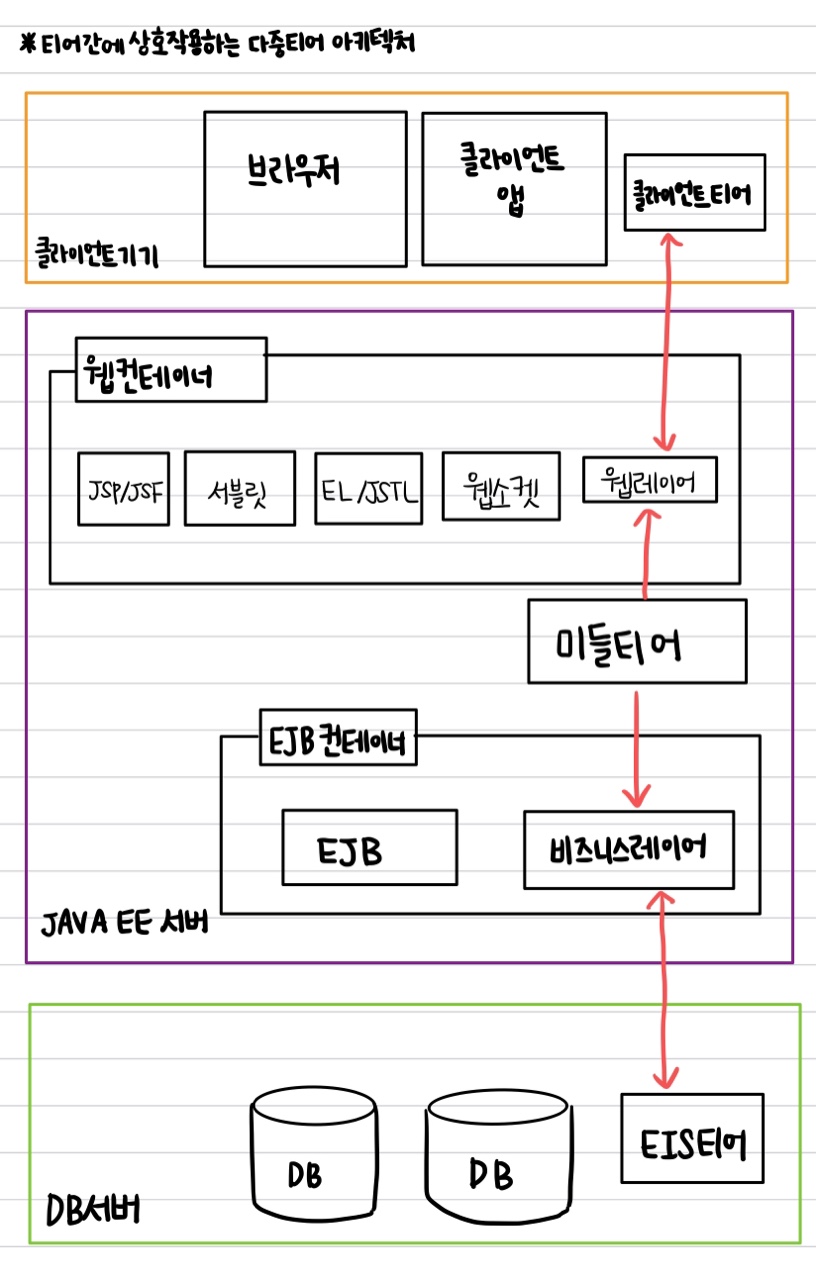 ※티어간에 상호작용하는 다중티어 아키텍처
브라우저
클라이언트
앱
클라이언트티어
클라이언트기기
웹컨테이너
JSP/JSF
서블릿
EL/JSTL
웹소켓
웹레이어
미들티어
EJB컨테이너
EJB
비즈니스레이어
JAVA EE 서버
DB
DB
EIS티어
DB서버